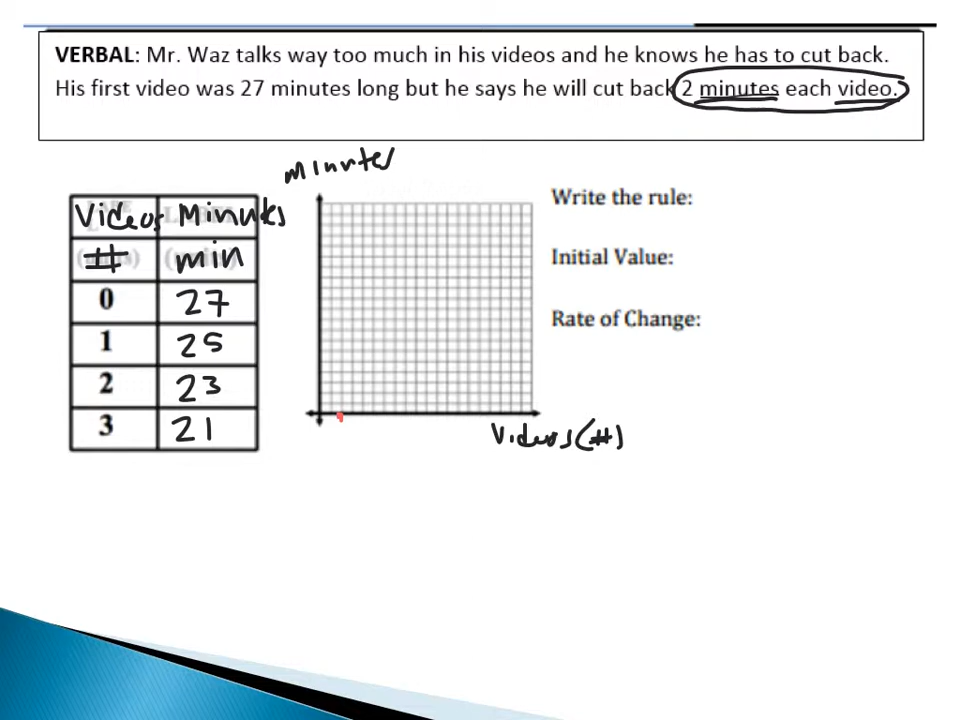 VERBAL: Mr. Waz talks way too much in his videos and he knows he has to cut back.
His first video was 27 minutes long but he says he will cut back 2 minutes each video.
Minutes
Videos Minutes
# min
0 27
1 25
2 23
3 21
Videos (#)
Write the rule:
Initial Value:
Rate of Change: